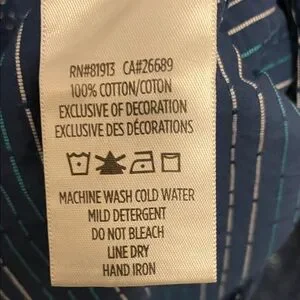 RN#81913 CA#26689
100% COTTON/COTON
EXCLUSIVE OF DECORATION
EXCLUSIVE DES DÉCORATIONS
MACHINE WASH COLD WATER
MILD DETERGENT
DO NOT BLEACH
LINE DRY
HAND IRON